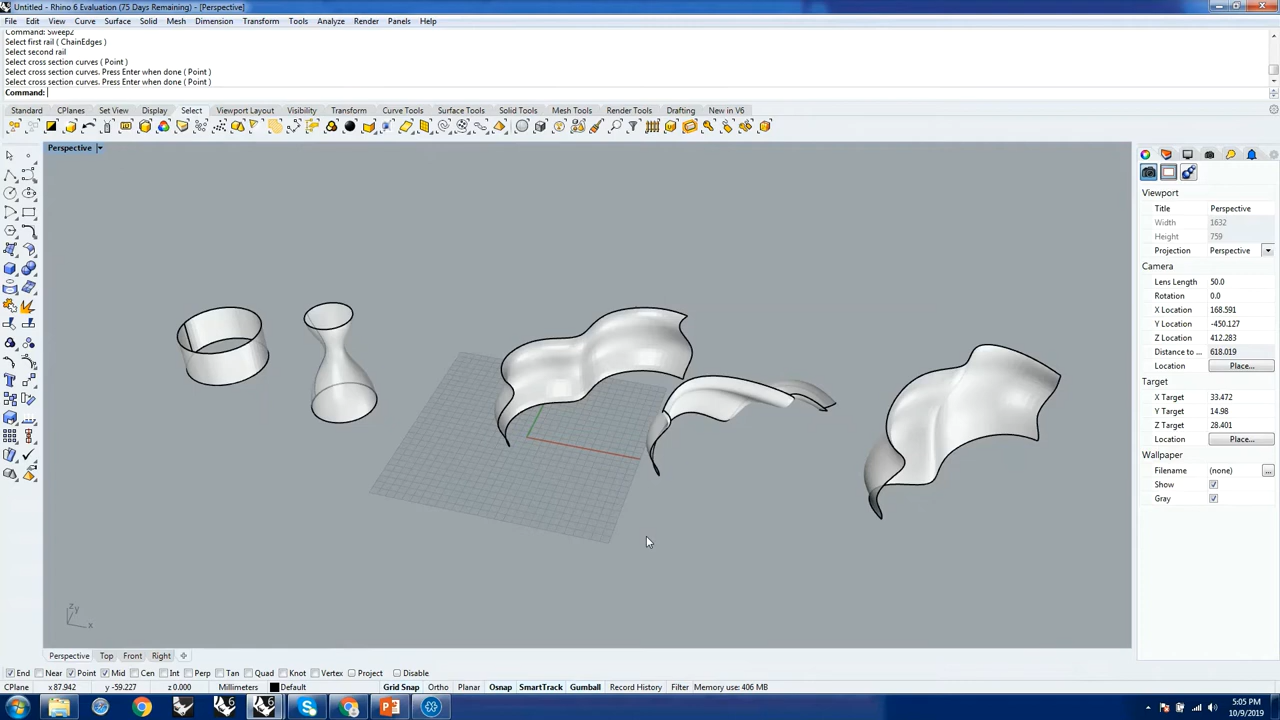 Untitled - Rhino 6 Evaluation (75 Days Remaining) - [Perspective]
File Edit View Curve Surface Solid Mesh Dimension Transform Tools Analyze Render Panels Help
Command: Sweep2
Select first rail ( ChainEdges )
Select second rail
Select cross section curves ( Point )
Select cross section curves. Press Enter when done ( Point )
Select cross section curves. Press Enter when done ( Point )
Command:
Standard CPlanes Set View Display Select Viewport Layout Visibility Transform Curve Tools Surface Tools Solid Tools Mesh Tools Render Tools Drafting New in V6
Perspective
Viewport
Title Perspective
Width 1632
Height 759
Projection Perspective
Camera
Lens Length 50.0
Rotation 0.0
X Location 168.591
Y Location -450.127
Z Location 412.283
Distance to ... 618.019
Location Place...
Target
X Target 33.472
Y Target 14.98
Z Target 28.401
Location Place...
Wallpaper
Filename (none) ...
Show
Gray
z y
x
Perspective Top Front Right
End Near Point Mid Cen Int Perp Tan Quad Knot Vertex Project Disable
CPlane x 87.942 y -59.227 z 0.000 Millimeters Default Grid Snap Ortho Planar Osnap SmartTrack Gumball Record History Filter Memory use: 406 MB
5:05 PM
10/9/2019